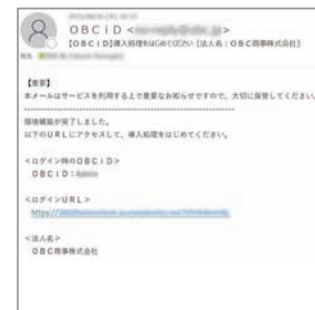 OBCiD <
【OBCiD】導入処理をはじめてください（法人名：OBC商事株式会社）
宛先
【重要】
本メールはサービスを利用する上で重要なお知らせですので、大切に保管してください。
環境構築が完了しました。
以下のURLにアクセスして、導入処理をはじめてください。
<ログイン時のOBCiD>
OBCiD：
<ログインURL>
https://
<法人名>
OBC商事株式会社